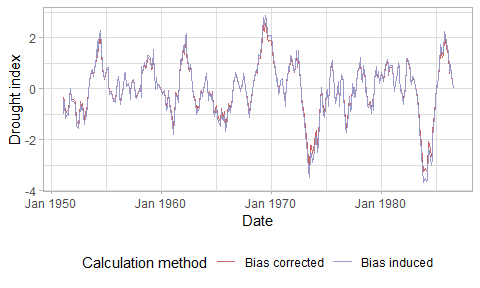 Drought index
2
0
-2
-4
Jan 1950 Jan 1960 Jan 1970 Jan 1980
Date
Calculation method Bias corrected Bias induced